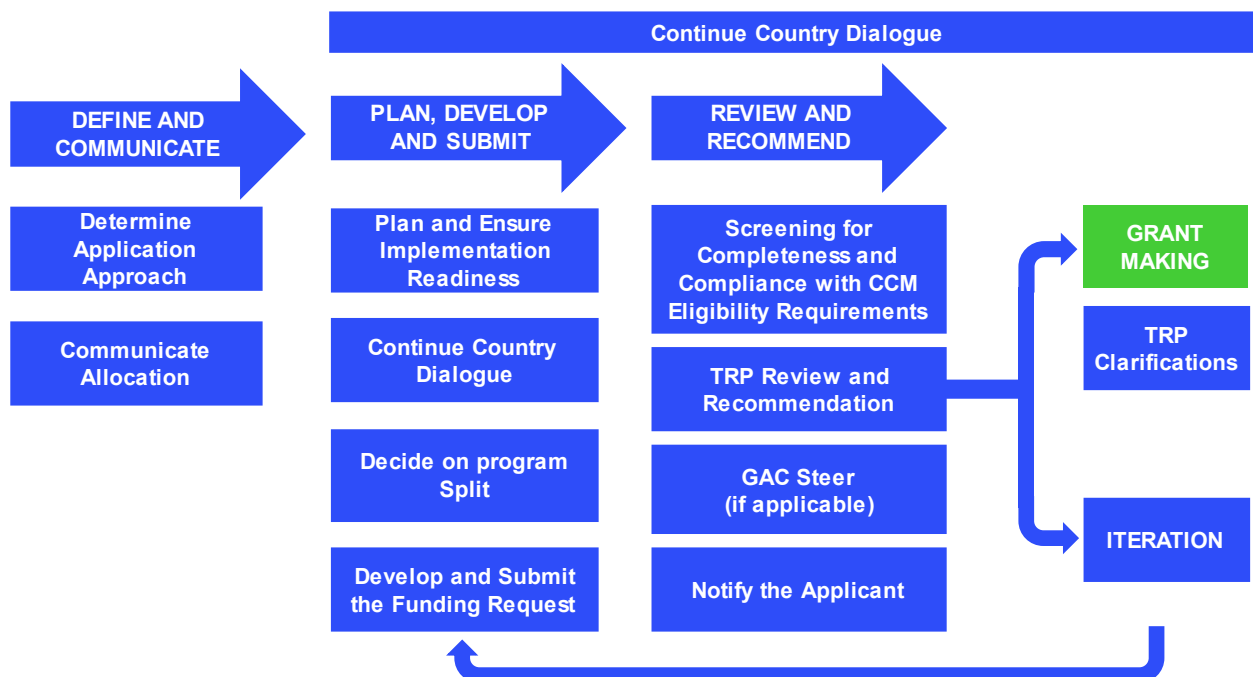 Continue Country Dialogue
DEFINE AND
COMMUNICATE
PLAN, DEVELOP
AND SUBMIT
REVIEW AND
RECOMMEND
Determine
Application
Approach
Communicate
Allocation
Plan and Ensure
Implementation
Readiness
Continue Country
Dialogue
Decide on program
Split
Develop and Submit
the Funding Request
Screening for
Completeness and
Compliance with CCM
Eligibility Requirements
TRP Review and
Recommendation
GAC Steer
(if applicable)
Notify the Applicant
GRANT
MAKING
TRP
Clarifications
ITERATION